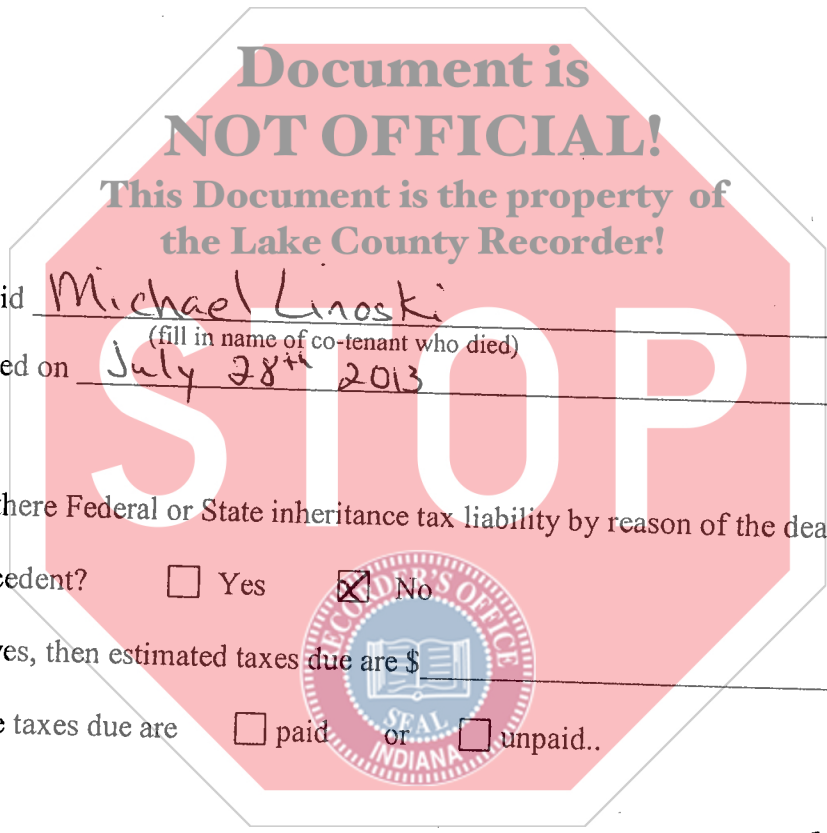 Document is
NOT OFFICIAL!
This Document is the property of
the Lake County Recorder!
id Michael Linoski
(fill in name of co-tenant who died)
ed on July 28th 2013
STOP
there Federal or State inheritance tax liability by reason of the dea
cedent? Yes No
RECORDER'S OFFICE
es, then estimated taxes due are $
SEAL
e taxes due are paid or unpaid..
INDIANA